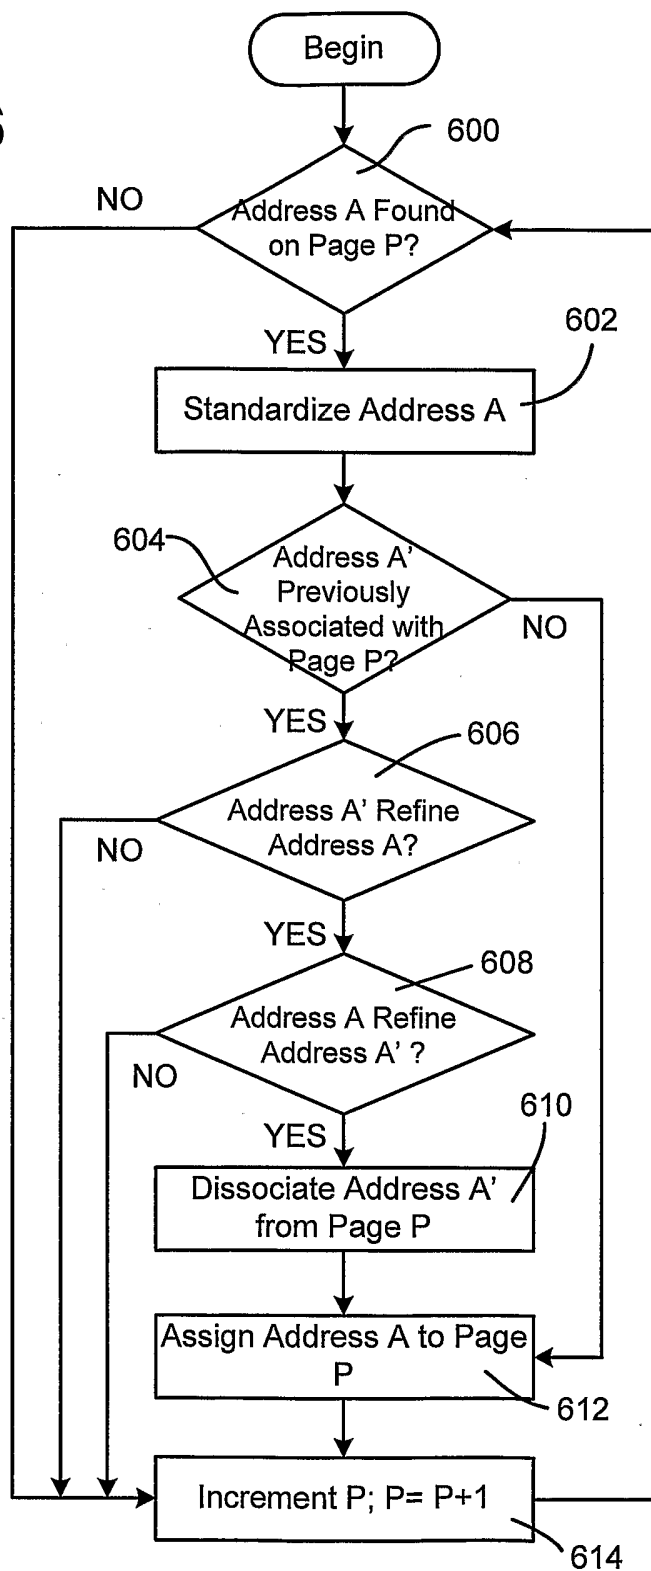 Begin
600
NO
Address A Found
on Page P?
YES
602
Standardize Address A
604
Address A'
Previously
Associated with
Page P?
NO
YES
606
Address A' Refine
Address A?
NO
YES
608
Address A Refine
Address A' ?
NO
YES
610
Dissociate Address A'
from Page P
Assign Address A to Page
P
612
Increment P; P= P+1
614